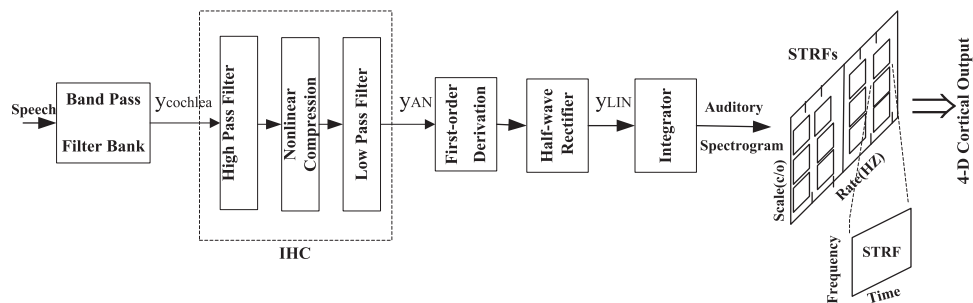 Speech
Band Pass
Filter Bank
ycochlea
High Pass Filter
Nonlinear
Compression
Low Pass Filter
IHC
yAN
First-order
Derivation
Half-wave
Rectifier
yLIN
Integrator
Auditory
Spectrogram
STRFs
Scale(c/o)
Rate(HZ)
Frequency
STRF
Time
4-D Cortical Output